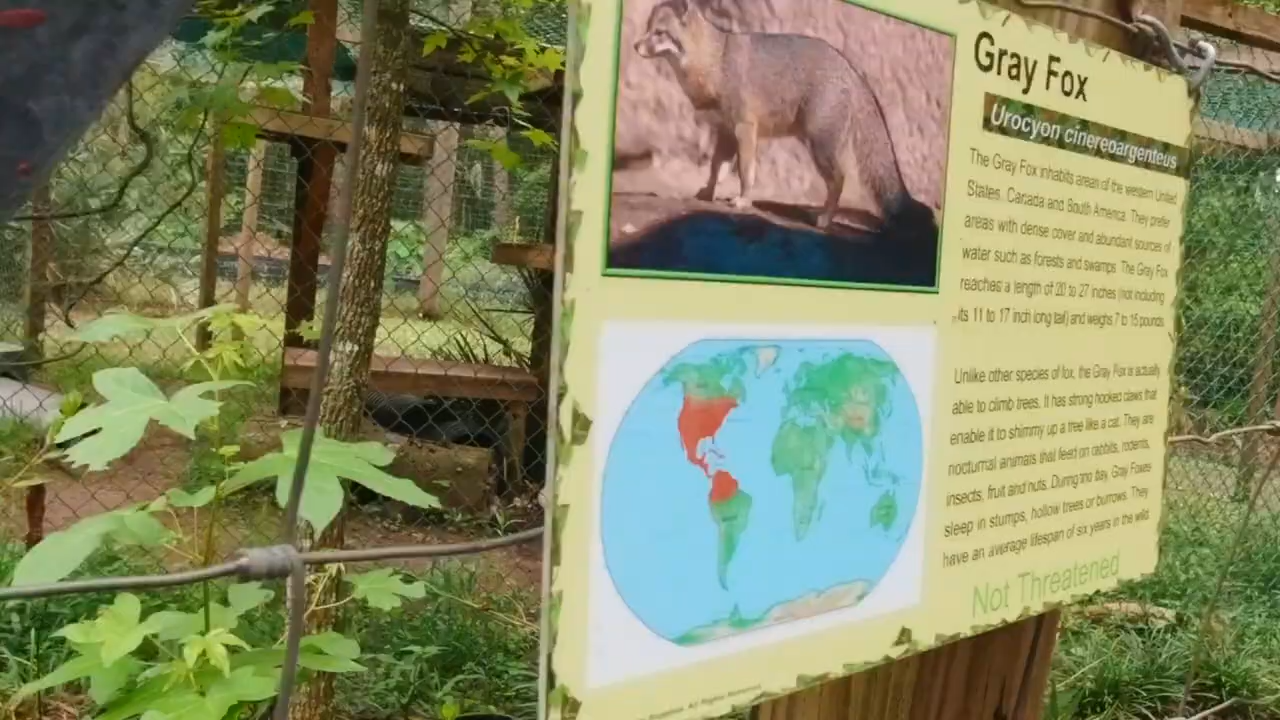 Gray Fox
Urocyon cinereoargenteus
The Gray Fox inhabits areas of the western United
States, Canada and South America. They prefer
areas with dense cover and abundant sources of
water such as forests and swamps. The Gray Fox
reaches a length of 20 to 27 inches (not including
its 11 to 17 inch long tail) and weighs 7 to 15 pounds.
Unlike other species of fox, the Gray Fox is actually
able to climb trees. It has strong hooked claws that
enable it to shimmy up a tree like a cat. They are
nocturnal animals that feed on rabbits, rodents,
insects, fruit and nuts. During the day, Gray Foxes
sleep in stumps, hollow trees or burrows. They
have an average lifespan of six years in the wild.
Not Threatened
All Rights Reserved